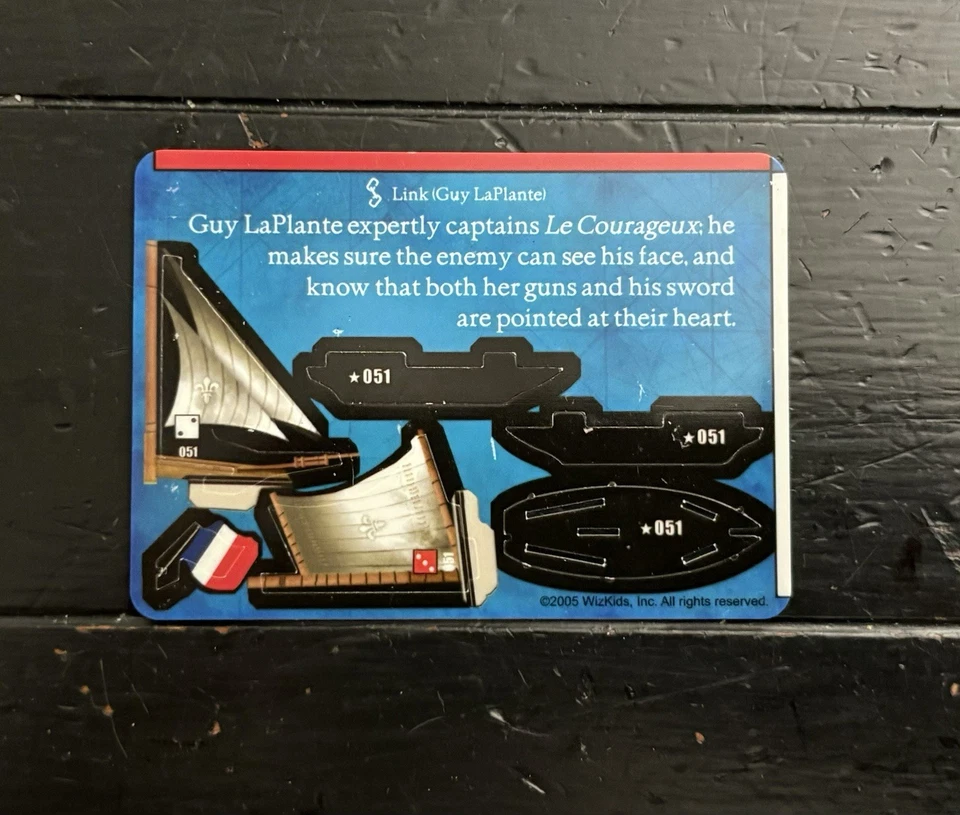 Link (Guy LaPlante)
Guy LaPlante expertly captains Le Courageux; he
makes sure the enemy can see his face, and
know that both her guns and his sword
are pointed at their heart.
★051
★051
051
★051
051
©2005 WizKids, Inc. All rights reserved.